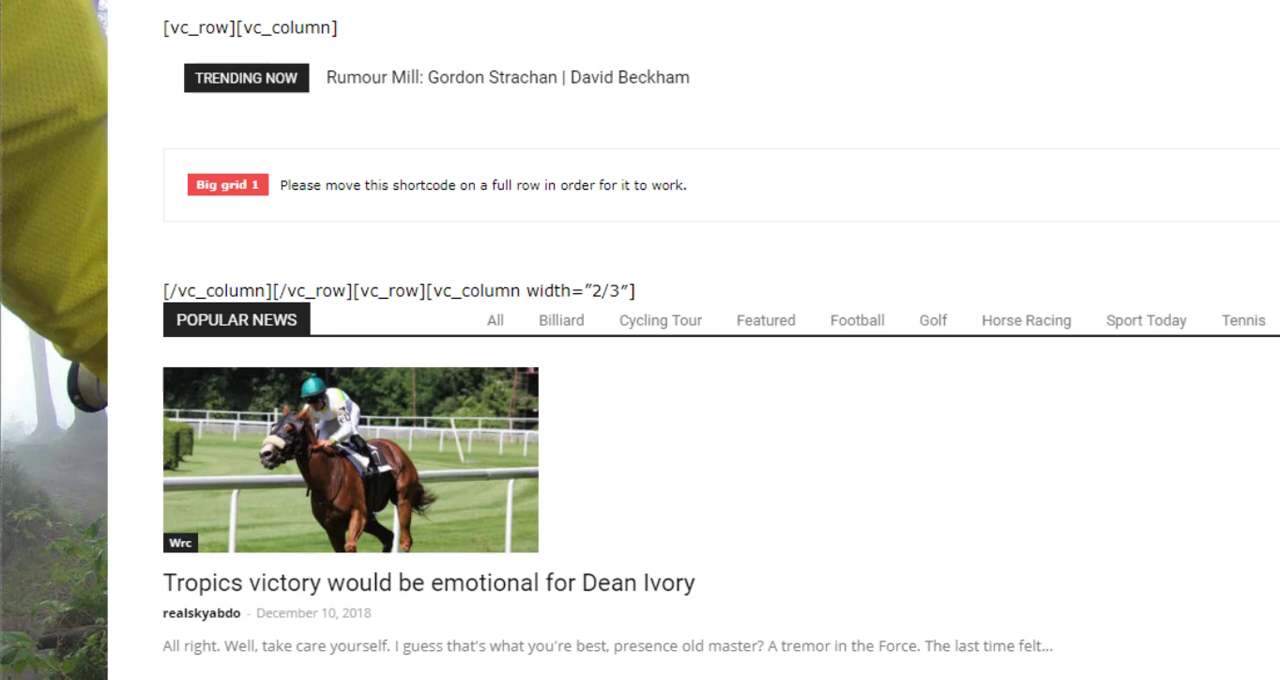 [vc_row][vc_column]
TRENDING NOW Rumour Mill: Gordon Strachan | David Beckham
Big grid 1 Please move this shortcode on a full row in order for it to work.
[/vc_column][/vc_row][vc_row][vc_column width=”2/3″]
POPULAR NEWS All Billiard Cycling Tour Featured Football Golf Horse Racing Sport Today Tennis
Wrc
Tropics victory would be emotional for Dean Ivory
realskyabdo - December 10, 2018
All right. Well, take care yourself. I guess that's what you're best, presence old master? A tremor in the Force. The last time felt...